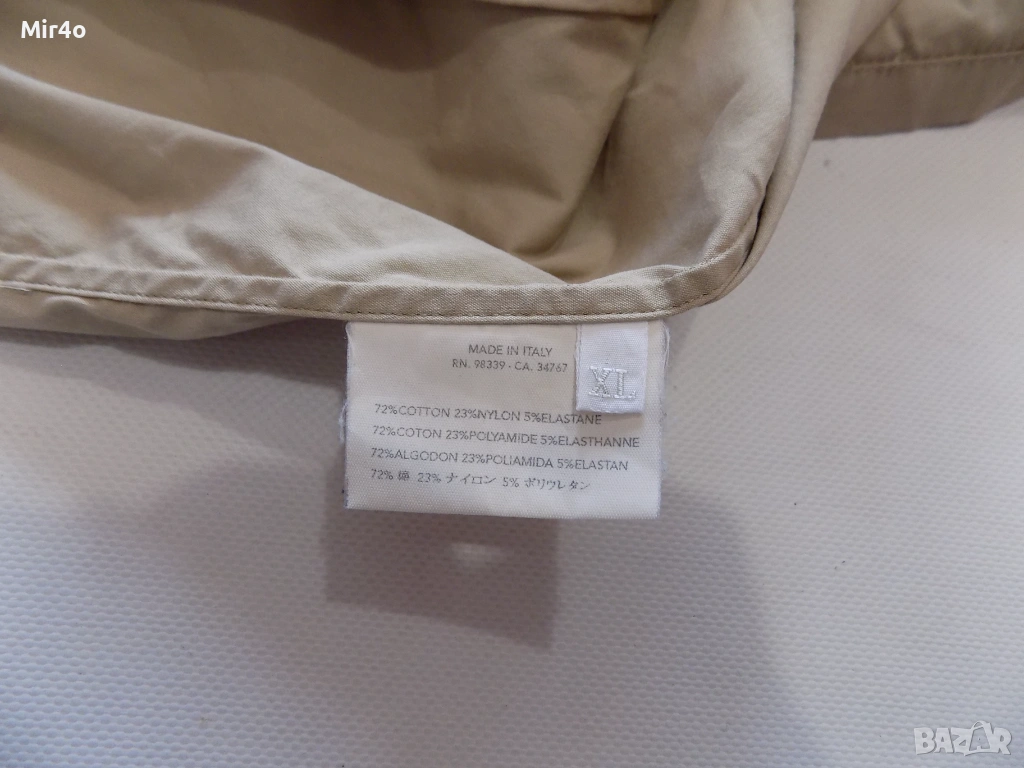 Mir4o
MADE IN ITALY
RN. 98339 - CA. 34767
XL
72%COTTON 23%NYLON 5%ELASTANE
72%COTON 23%POLYAMIDE 5%ELASTHANNE
72%ALGODON 23%POLIAMIDA 5%ELASTAN
72% 棉 23% ナイロン 5% ポリウレタン
BAZAR